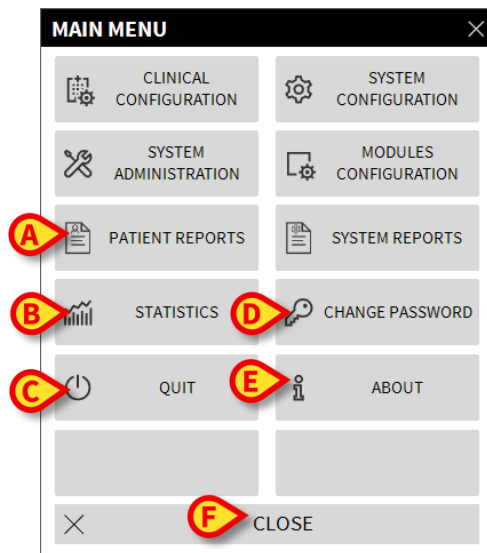 MAIN MENU
CLINICAL
CONFIGURATION
SYSTEM
CONFIGURATION
SYSTEM
ADMINISTRATION
MODULES
CONFIGURATION
A
PATIENT REPORTS
SYSTEM REPORTS
B
STATISTICS
D
CHANGE PASSWORD
C
QUIT
E
ABOUT
F
CLOSE